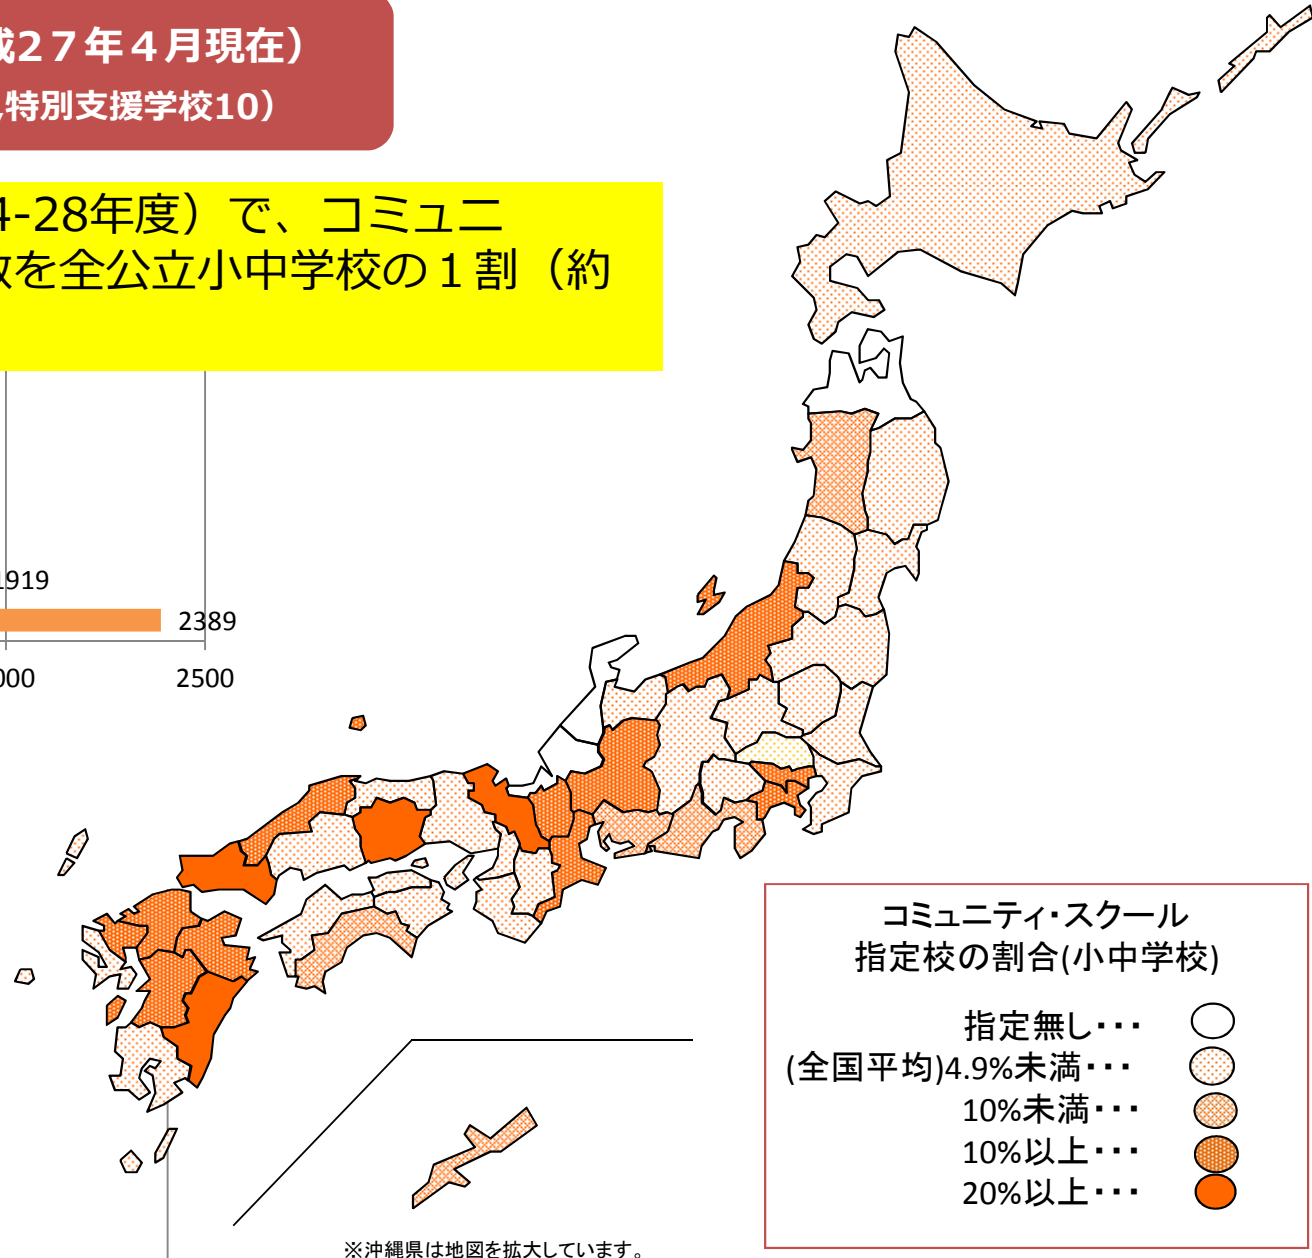 成27年４月現在）
,特別支援学校10）
4-28年度）で、コミュニ
数を全公立小中学校の１割（約
1919
2389
000 2500
コミュニティ・スクール
指定校の割合(小中学校)
指定無し・・・
(全国平均)4.9%未満・・・
10%未満・・・
10%以上・・・
20%以上・・・
※沖縄県は地図を拡大しています。